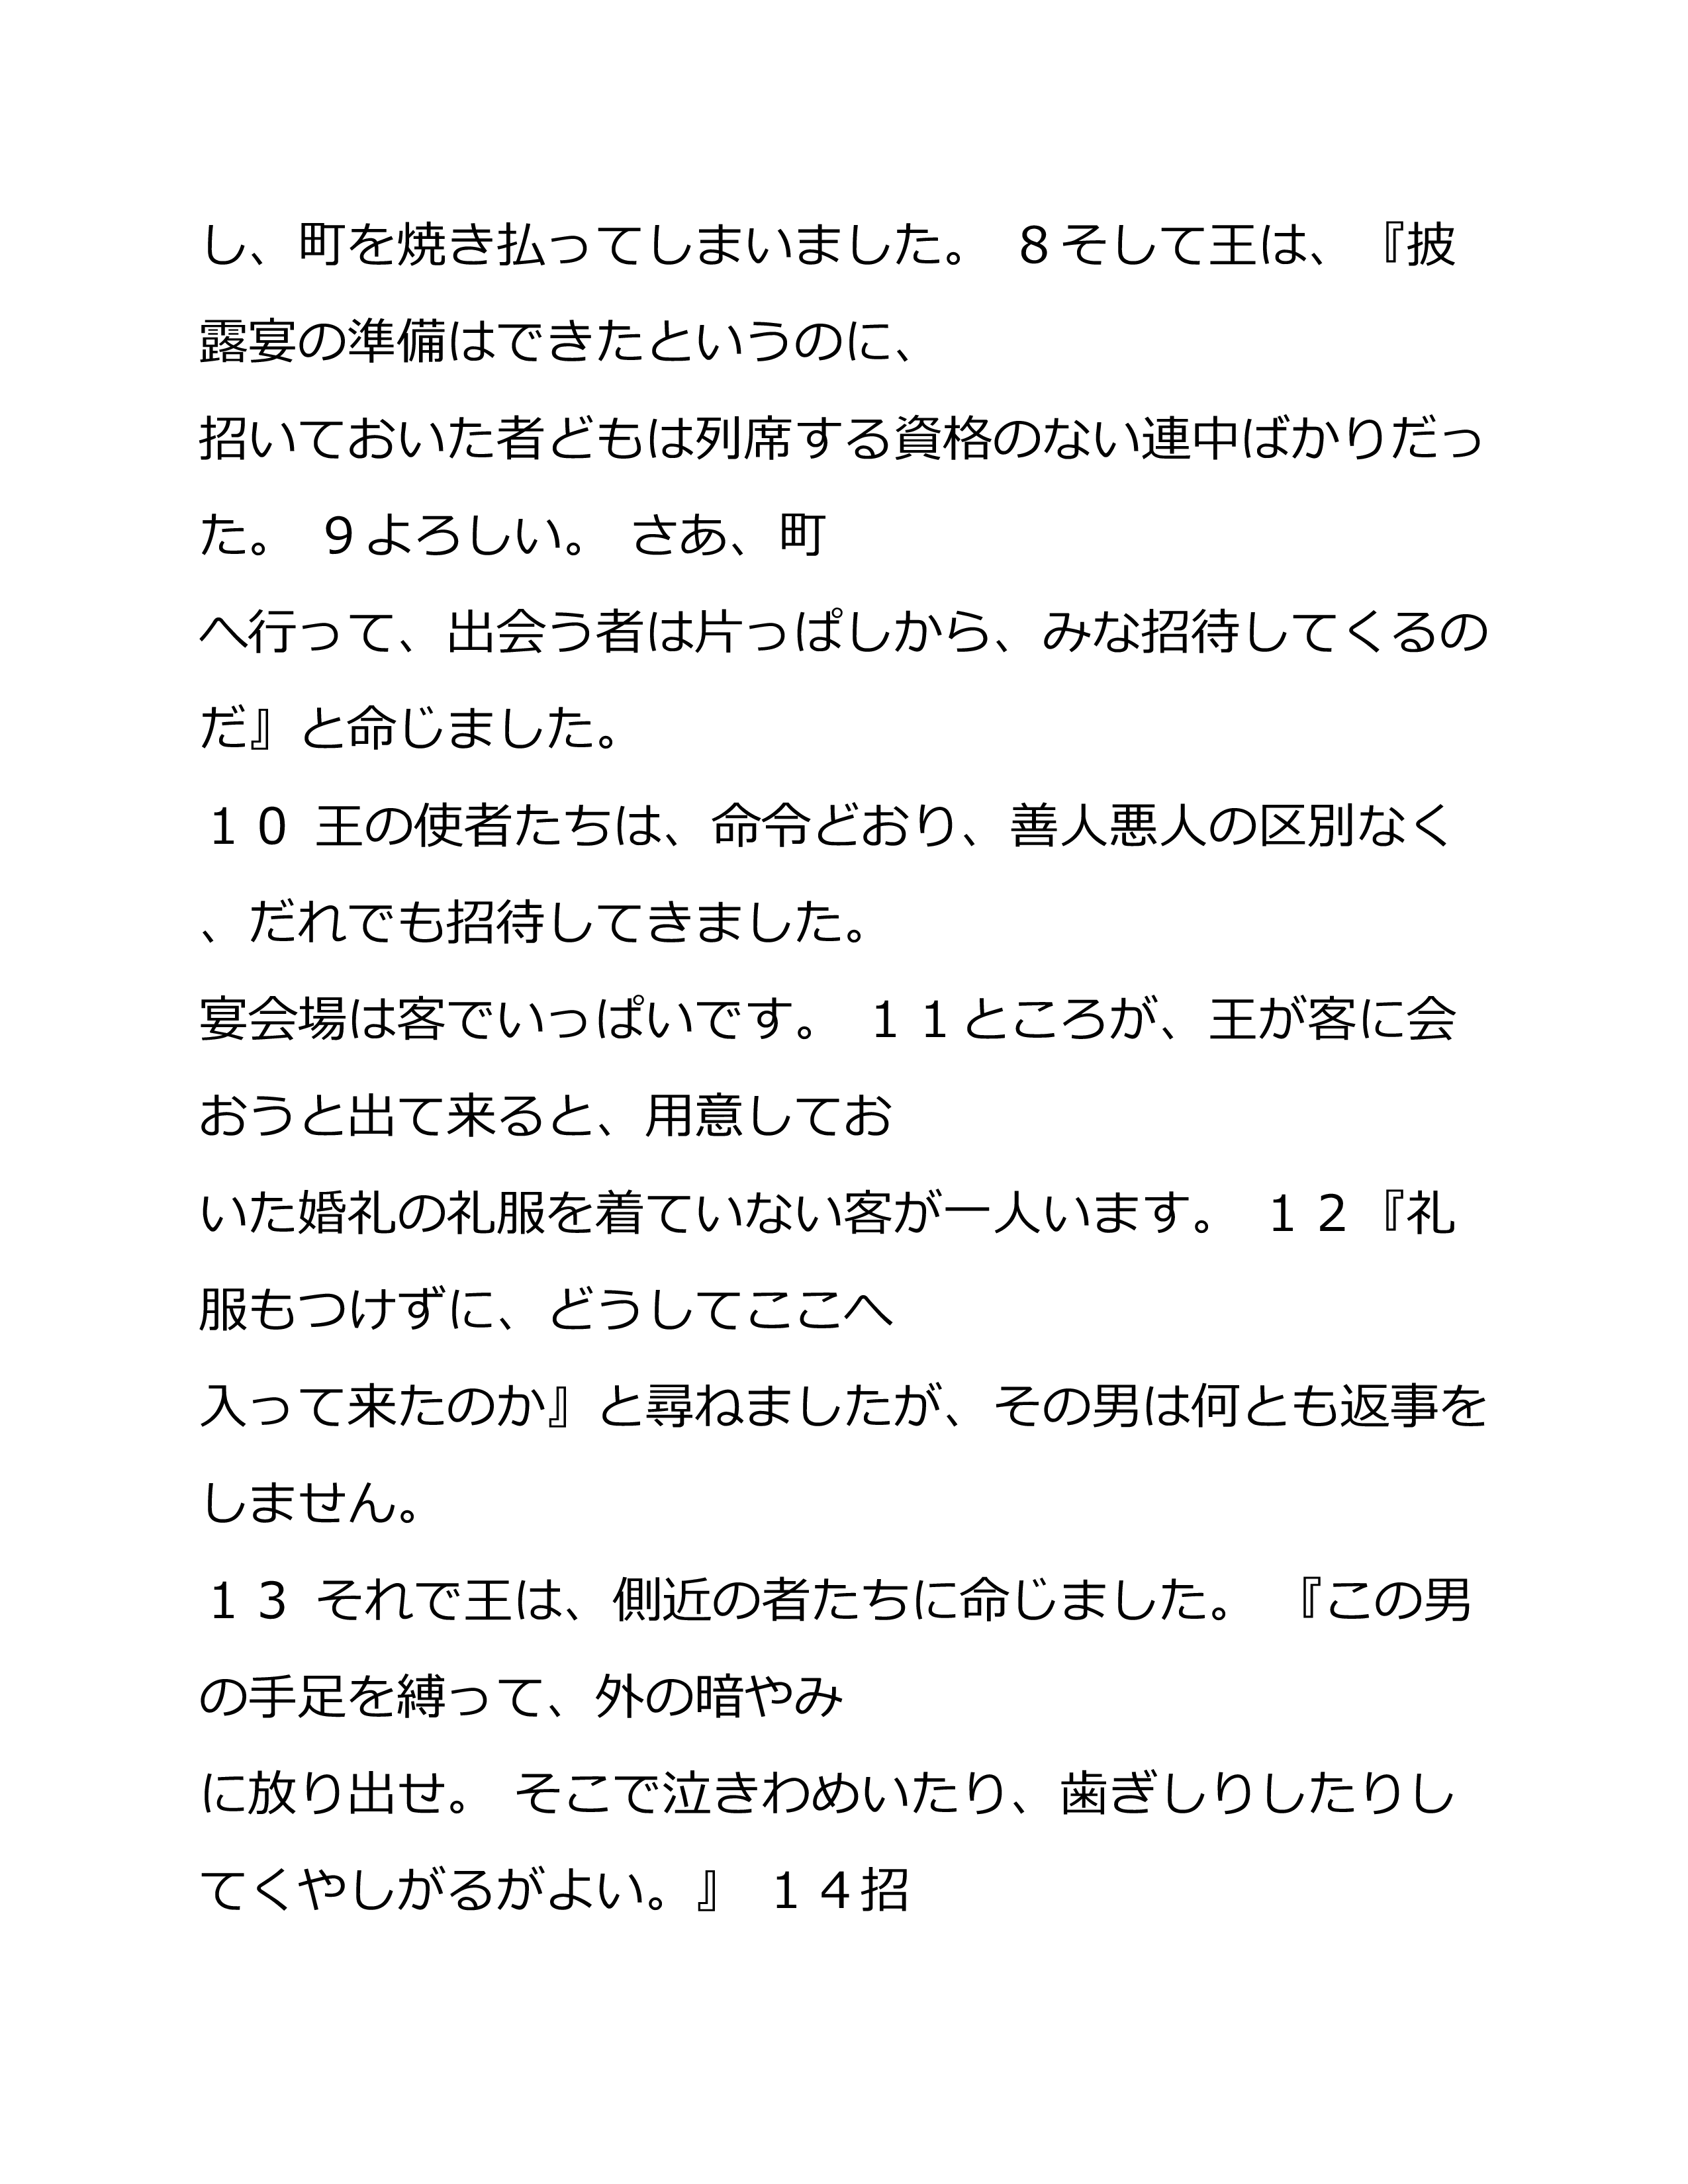 し、町を焼き払ってしまいました。 ８そして王は、『披
露宴の準備はできたというのに、
招いておいた者どもは列席する資格のない連中ばかりだっ
た。 ９よろしい。 さあ、町
へ行って、出会う者は片っぱしから、みな招待してくるの
だ』と命じました。
１０ 王の使者たちは、命令どおり、善人悪人の区別なく
、だれでも招待してきました。
宴会場は客でいっぱいです。 １１ところが、王が客に会
おうと出て来ると、用意してお
いた婚礼の礼服を着ていない客が一人います。 １２『礼
服もつけずに、どうしてここへ
入って来たのか』と尋ねましたが、その男は何とも返事を
しません。
１３ それで王は、側近の者たちに命じました。 『この男
の手足を縛って、外の暗やみ
に放り出せ。 そこで泣きわめいたり、歯ぎしりしたりし
てくやしがるがよい。』 １４招